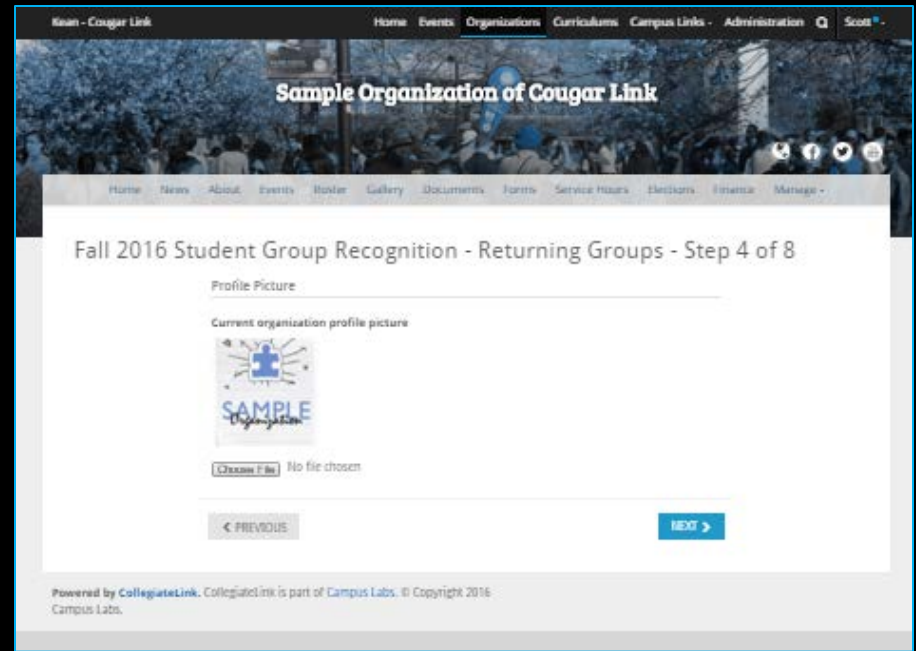 Kean - Cougar Link Home Events Organizations Curriculums Campus Links - Administration Scott -
Sample Organization of Cougar Link
Home News About Events Roster Gallery Documents Forms Service Hours Elections Finance Manage -
Fall 2016 Student Group Recognition - Returning Groups - Step 4 of 8
Profile Picture
Current organization profile picture
SAMPLE
Organization
Choose File No file chosen
< PREVIOUS NEXT >
Powered by CollegiateLink. CollegiateLink is part of Campus Labs. © Copyright 2016
Campus Labs.